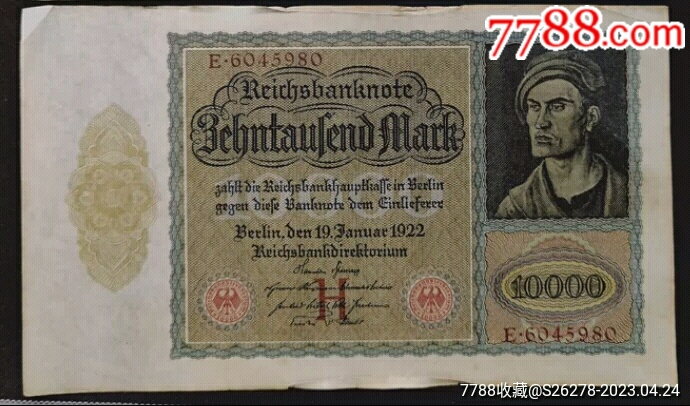 7788.com
E·6045980
Reichsbanknote
Zehntausend Mark
zahlt die Reichsbankhauptkasse in Berlin
gegen diese Banknote dem Einlieferer
Berlin, den 19. Januar 1922
Reichsbankdirektorium
H
10000
E·6045980
7788收藏@S26278-2023.04.24